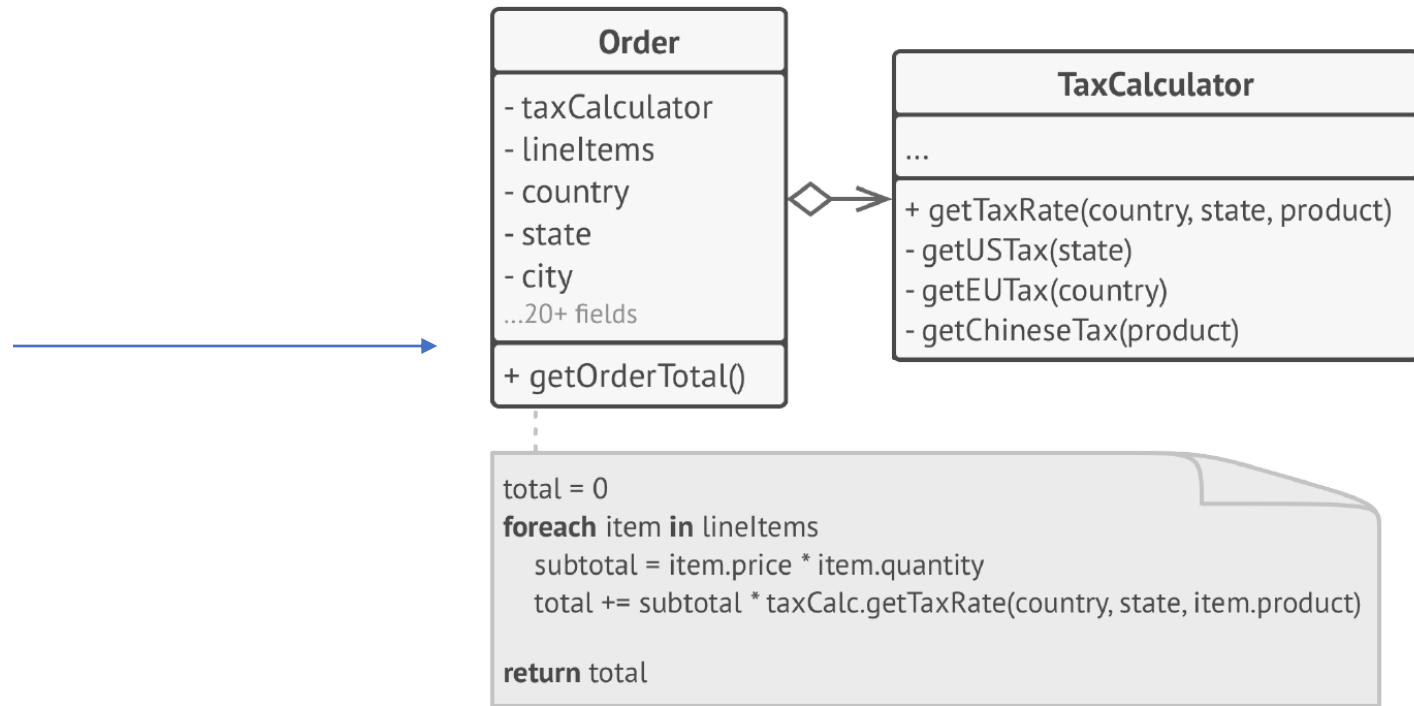 Order
- taxCalculator
- lineItems
- country
- state
- city
...20+ fields
+ getOrderTotal()
TaxCalculator
...
+ getTaxRate(country, state, product)
- getUSTax(state)
- getEUTax(country)
- getChineseTax(product)
total = 0
foreach item in lineItems
subtotal = item.price * item.quantity
total += subtotal * taxCalc.getTaxRate(country, state, item.product)
return total